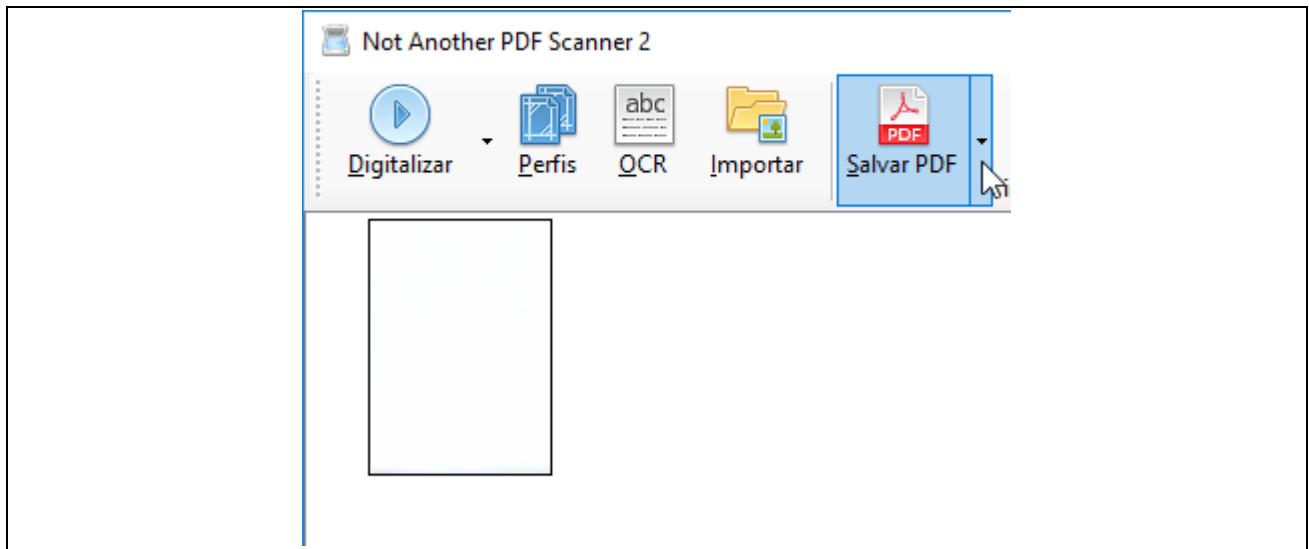 Not Another PDF Scanner 2
abc
PDF
Digitalizar Perfis OCR Importar Salvar PDF